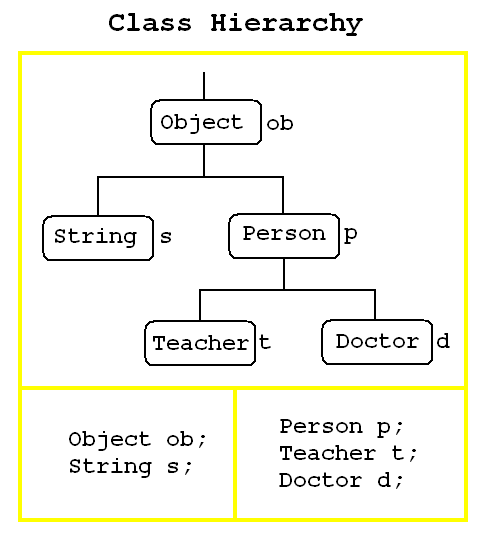 Class Hierarchy
Object ob
String s Person p
Teacher t Doctor d
Object ob;
String s;
Person p;
Teacher t;
Doctor d;